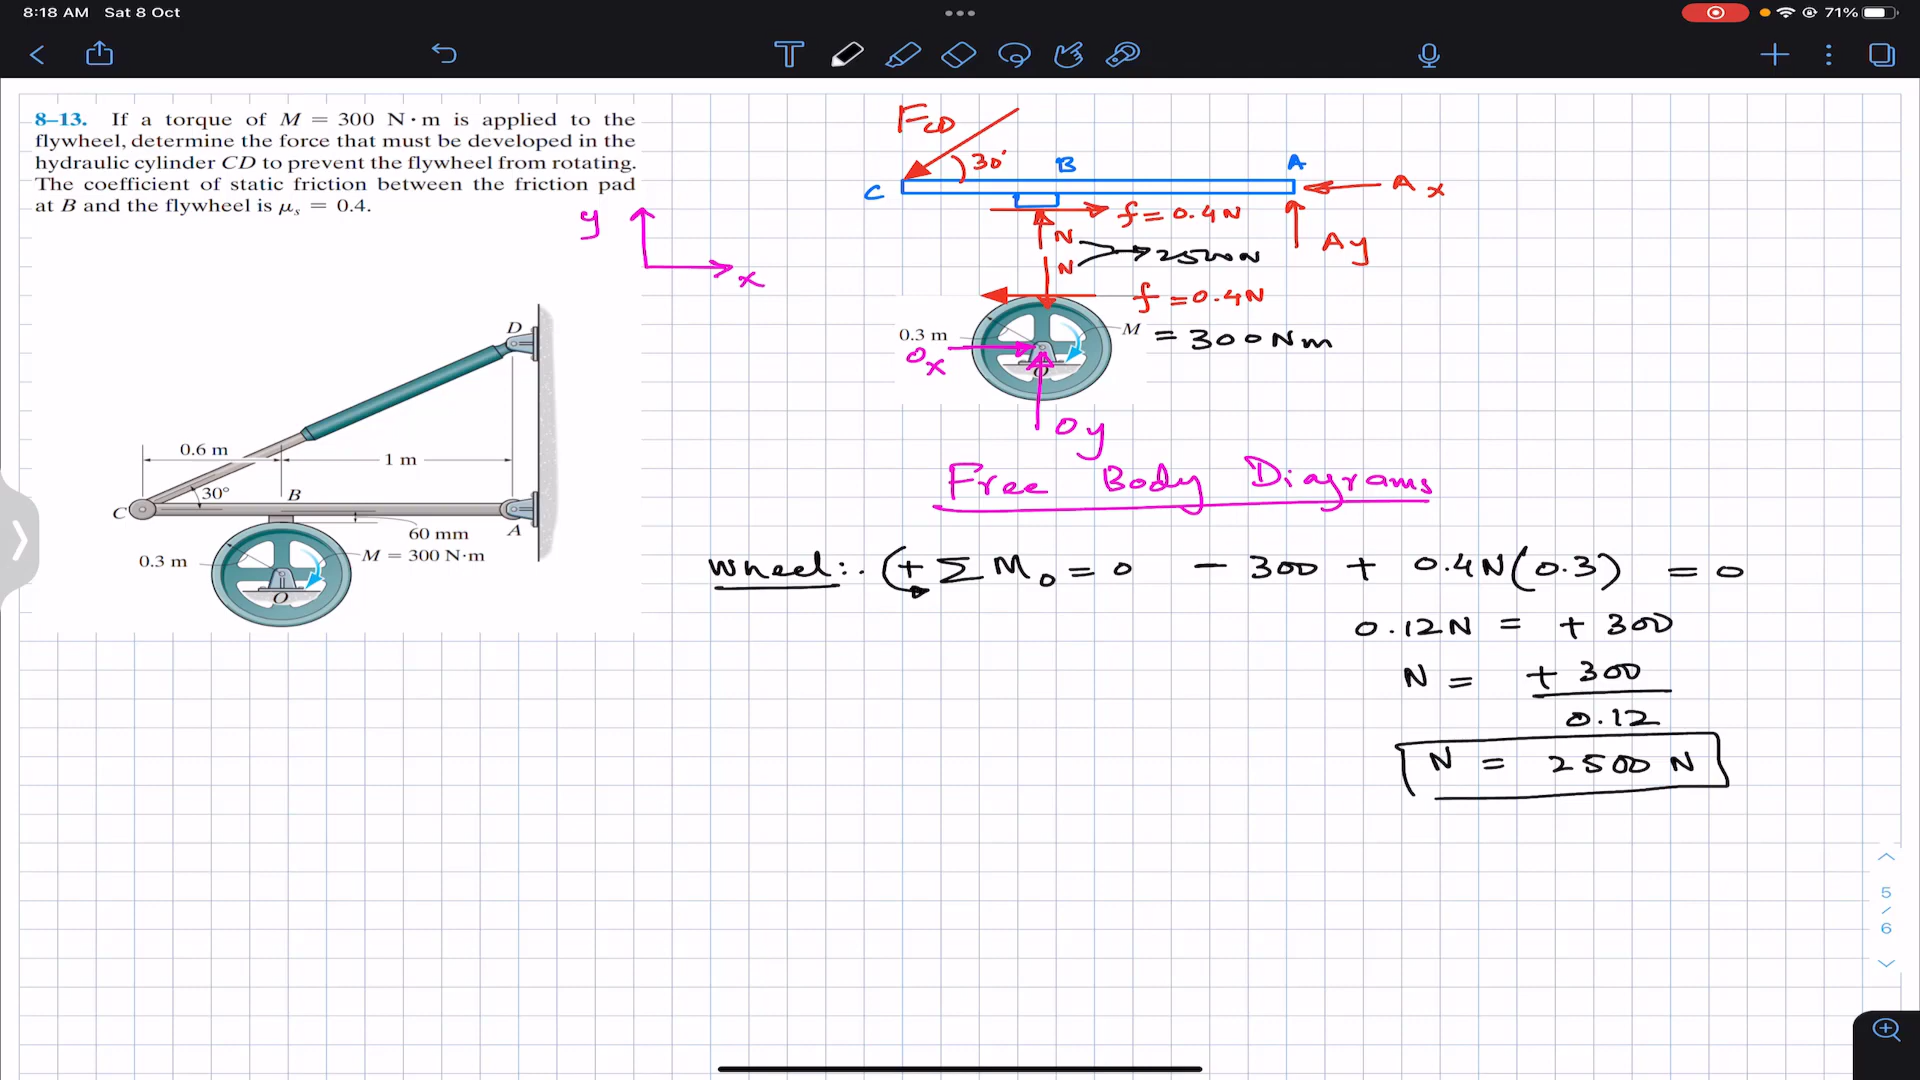 8:18 AM Sat 8 Oct
71%
8–13. If a torque of M = 300 N·m is applied to the
flywheel, determine the force that must be developed in the
hydraulic cylinder CD to prevent the flywheel from rotating.
The coefficient of static friction between the friction pad
at B and the flywheel is μs = 0.4.
y
x
D
0.6 m
1 m
30°
B
C
A
60 mm
0.3 m
M = 300 N·m
O
FCD
30°
B
A
C
Ax
f = 0.4N
N
Ay
N
2500N
f = 0.4N
0.3 m
M = 300Nm
Ox
O
Oy
Free Body Diagrams
Wheel:. (+ ΣMo = 0 − 300 + 0.4N(0.3) = 0
0.12N = + 300
N = + 300
0.12
N = 2500 N
5
/
6